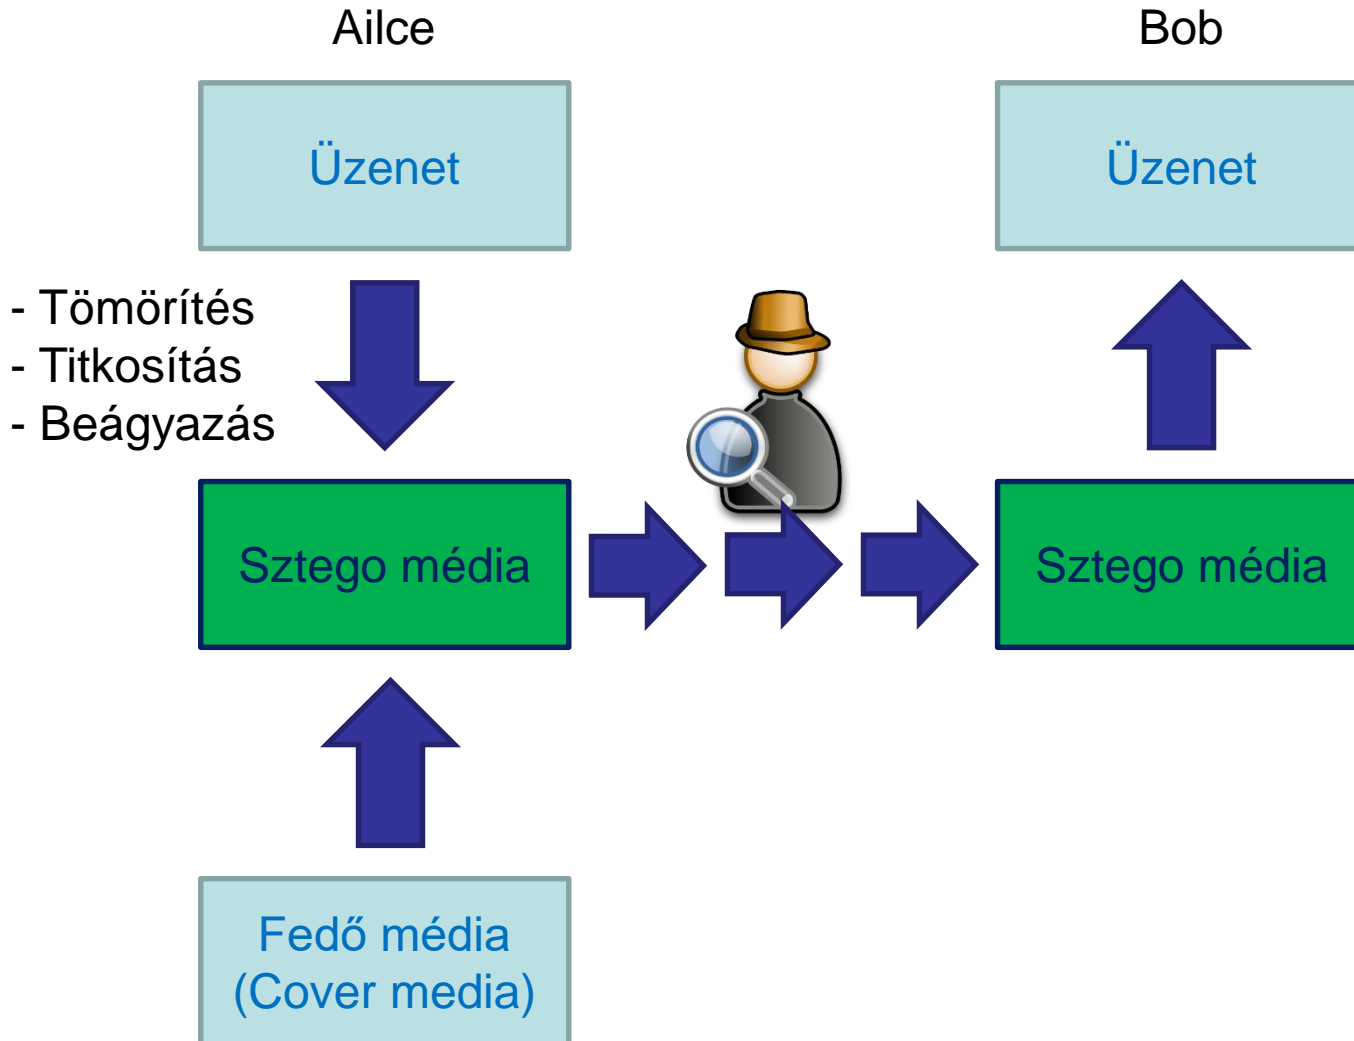 Ailce
Bob
Üzenet
Üzenet
- Tömörítés
- Titkosítás
- Beágyazás
Sztego média
Sztego média
Fedő média
(Cover media)